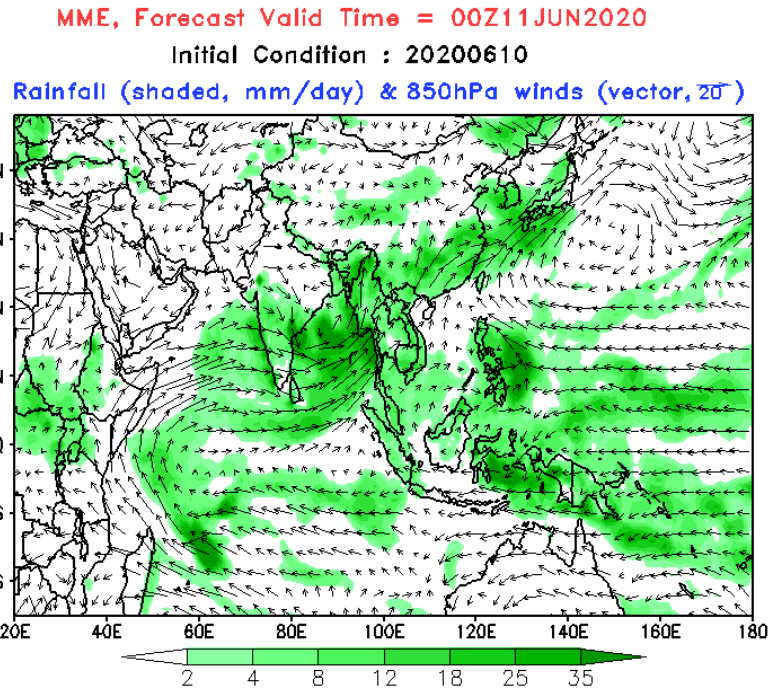 MME, Forecast Valid Time = 00Z11JUN2020
Initial Condition : 20200610
Rainfall (shaded, mm/day) & 850hPa winds (vector, 20)
N
N
N
N
Q
S
S
20E 40E 60E 80E 100E 120E 140E 160E 180
2 4 8 12 18 25 35